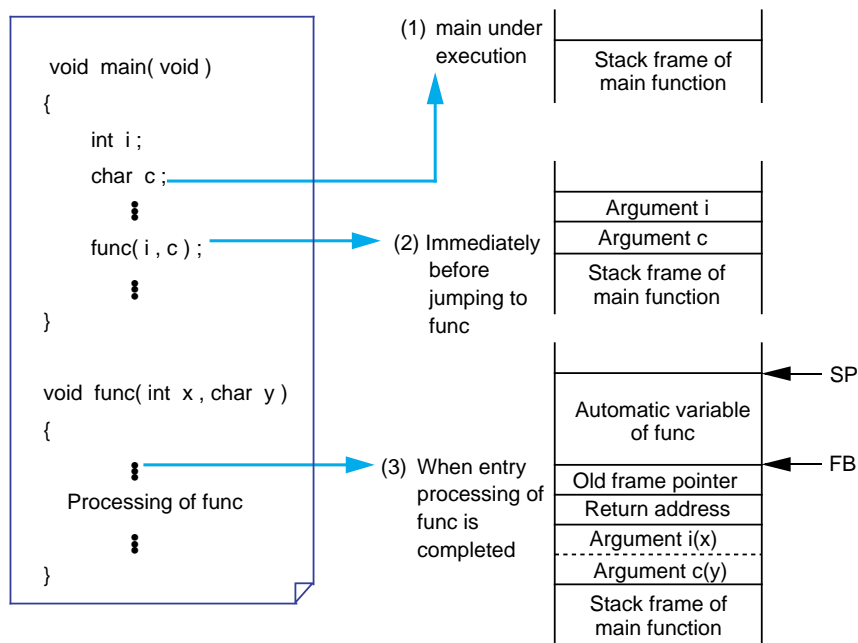 void main( void )
{
int i ;
char c ;
func( i , c ) ;
}
void func( int x , char y )
{
Processing of func
}
(1) main under
execution
Stack frame of
main function
(2) Immediately
before
jumping to
func
Argument i
Argument c
Stack frame of
main function
(3) When entry
processing of
func is
completed
SP
Automatic variable
of func
FB
Old frame pointer
Return address
Argument i(x)
Argument c(y)
Stack frame of
main function